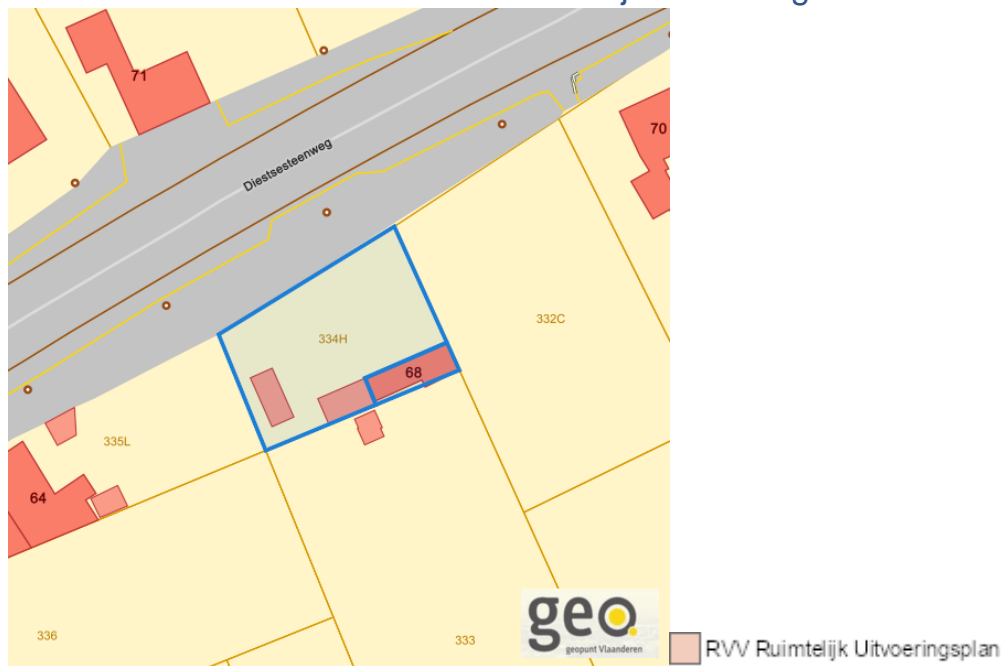 71
70
Diestsesteenweg
332C
334H
68
335L
64
336
333
geo.
geopunt Vlaanderen
RVV Ruimtelijk Uitvoeringsplan